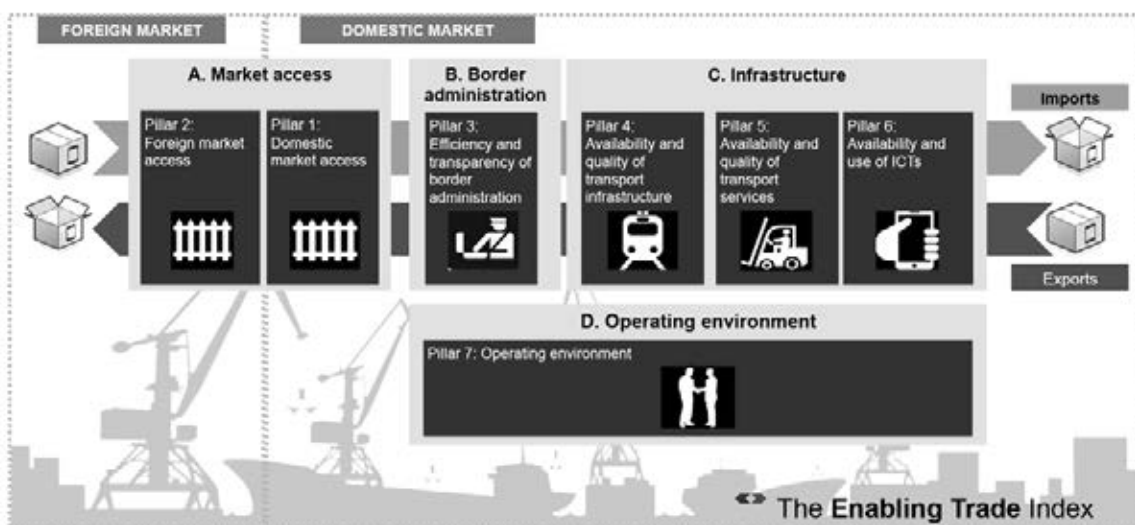 FOREIGN MARKET
DOMESTIC MARKET
A. Market access
B. Border
administration
C. Infrastructure
Imports
Pillar 2:
Foreign market
access
Pillar 1:
Domestic
market access
Pillar 3:
Efficiency and
transparency of
border
administration
Pillar 4:
Availability and
quality of
transport
infrastructure
Pillar 5:
Availability and
quality of
transport
services
Pillar 6:
Availability and
use of ICTs
Exports
D. Operating environment
Pillar 7: Operating environment
The Enabling Trade Index